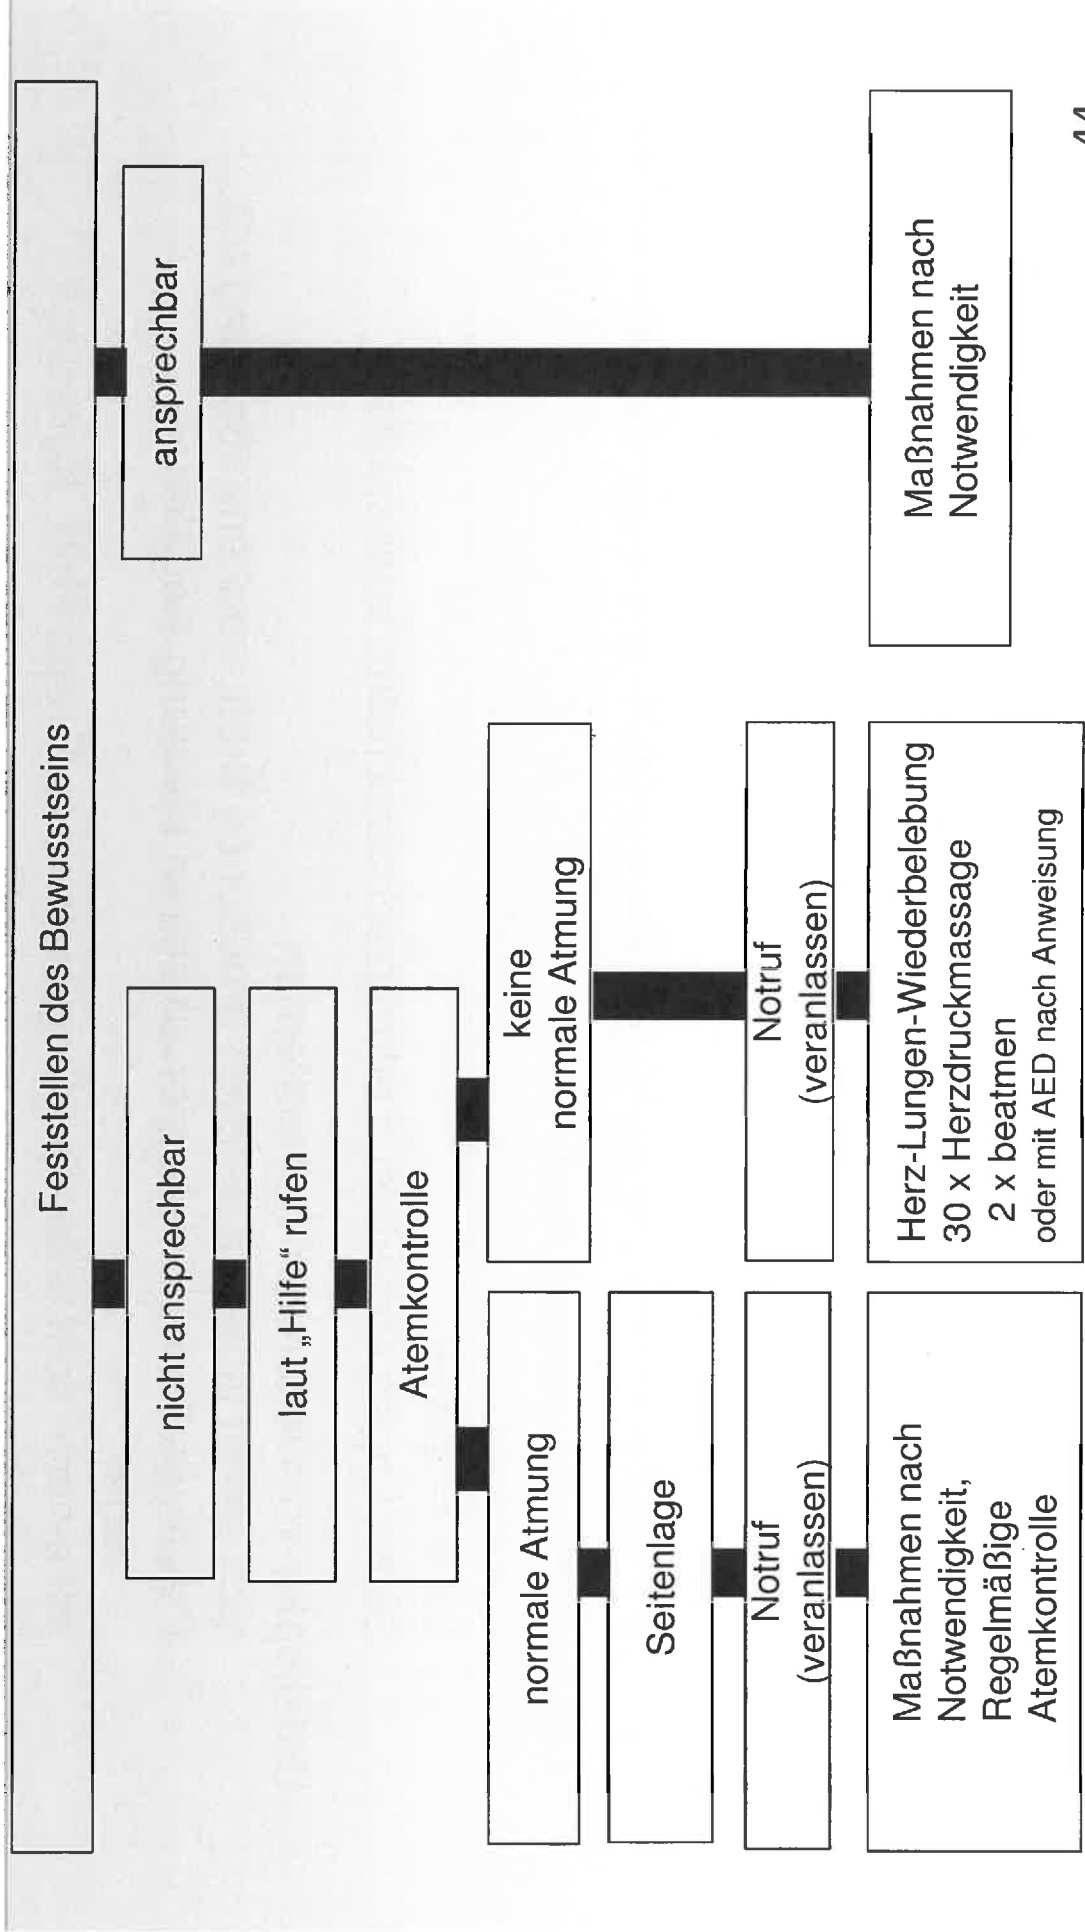 Feststellen des Bewusstseins
nicht ansprechbar
ansprechbar
laut „Hilfe“ rufen
Atemkontrolle
normale Atmung
keine
normale Atmung
Seitenlage
Notruf
(veranlassen)
Notruf
(veranlassen)
Maßnahmen nach
Notwendigkeit,
Regelmäßige
Atemkontrolle
Herz-Lungen-Wiederbelebung
30 x Herzdruckmassage
2 x beatmen
oder mit AED nach Anweisung
Maßnahmen nach
Notwendigkeit